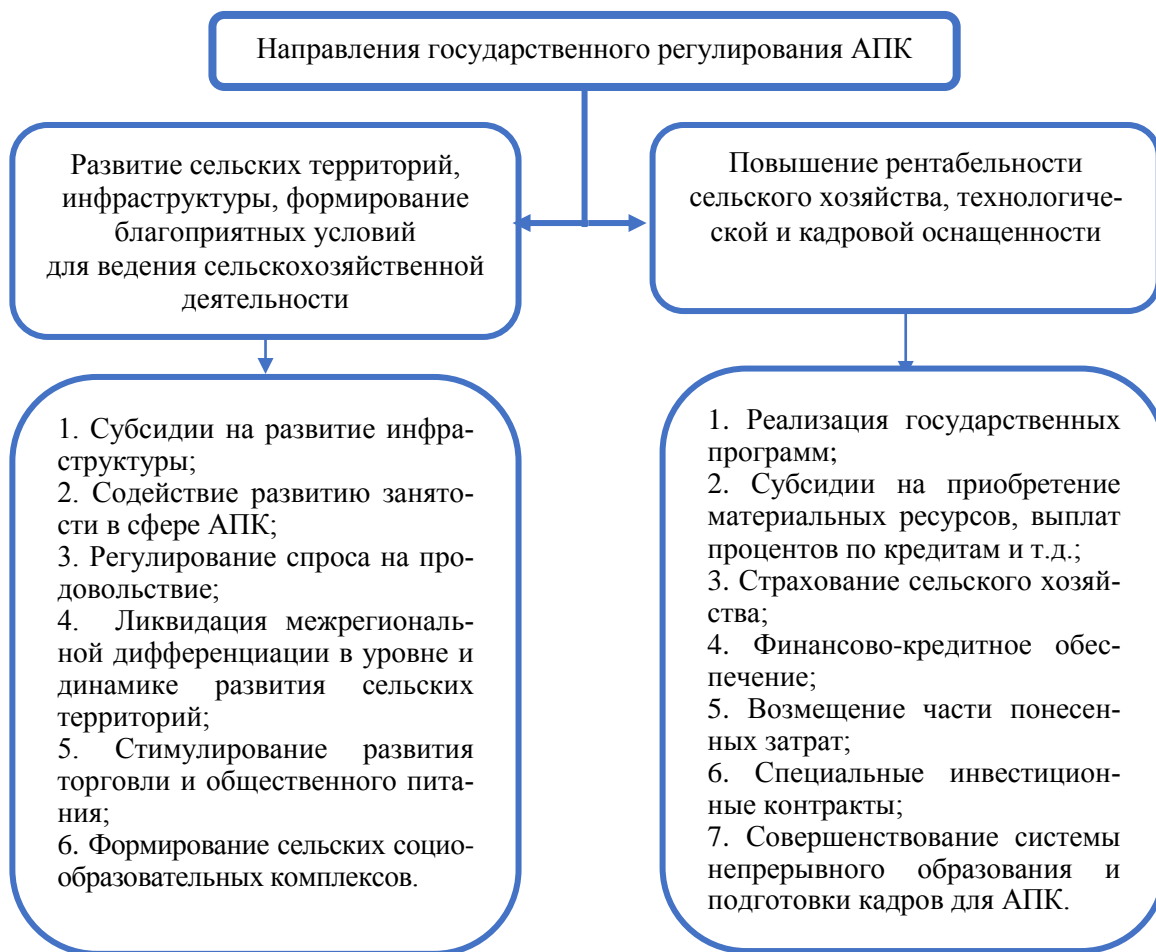 Направления государственного регулирования АПК
Развитие сельских территорий,
инфраструктуры, формирование
благоприятных условий
для ведения сельскохозяйственной
деятельности
Повышение рентабельности
сельского хозяйства, технологиче-
ской и кадровой оснащенности
1. Субсидии на развитие инфра-
структуры;
2. Содействие развитию занято-
сти в сфере АПК;
3. Регулирование спроса на про-
довольствие;
4. Ликвидация межрегиональ-
ной дифференциации в уровне и
динамике развития сельских
территорий;
5. Стимулирование развития
торговли и общественного пита-
ния;
6. Формирование сельских социо-
образовательных комплексов.
1. Реализация государственных
программ;
2. Субсидии на приобретение
материальных ресурсов, выплат
процентов по кредитам и т.д.;
3. Страхование сельского хозяй-
ства;
4. Финансово-кредитное обес-
печение;
5. Возмещение части понесен-
ных затрат;
6. Специальные инвестицион-
ные контракты;
7. Совершенствование системы
непрерывного образования и
подготовки кадров для АПК.